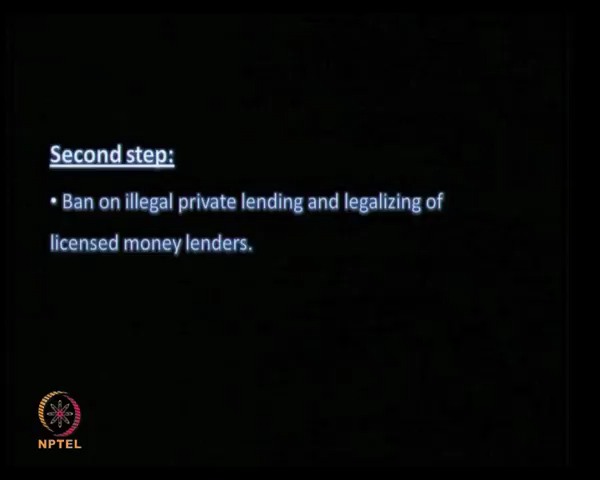 Second step:
• Ban on illegal private lending and legalizing of
licensed money lenders.
NPTEL